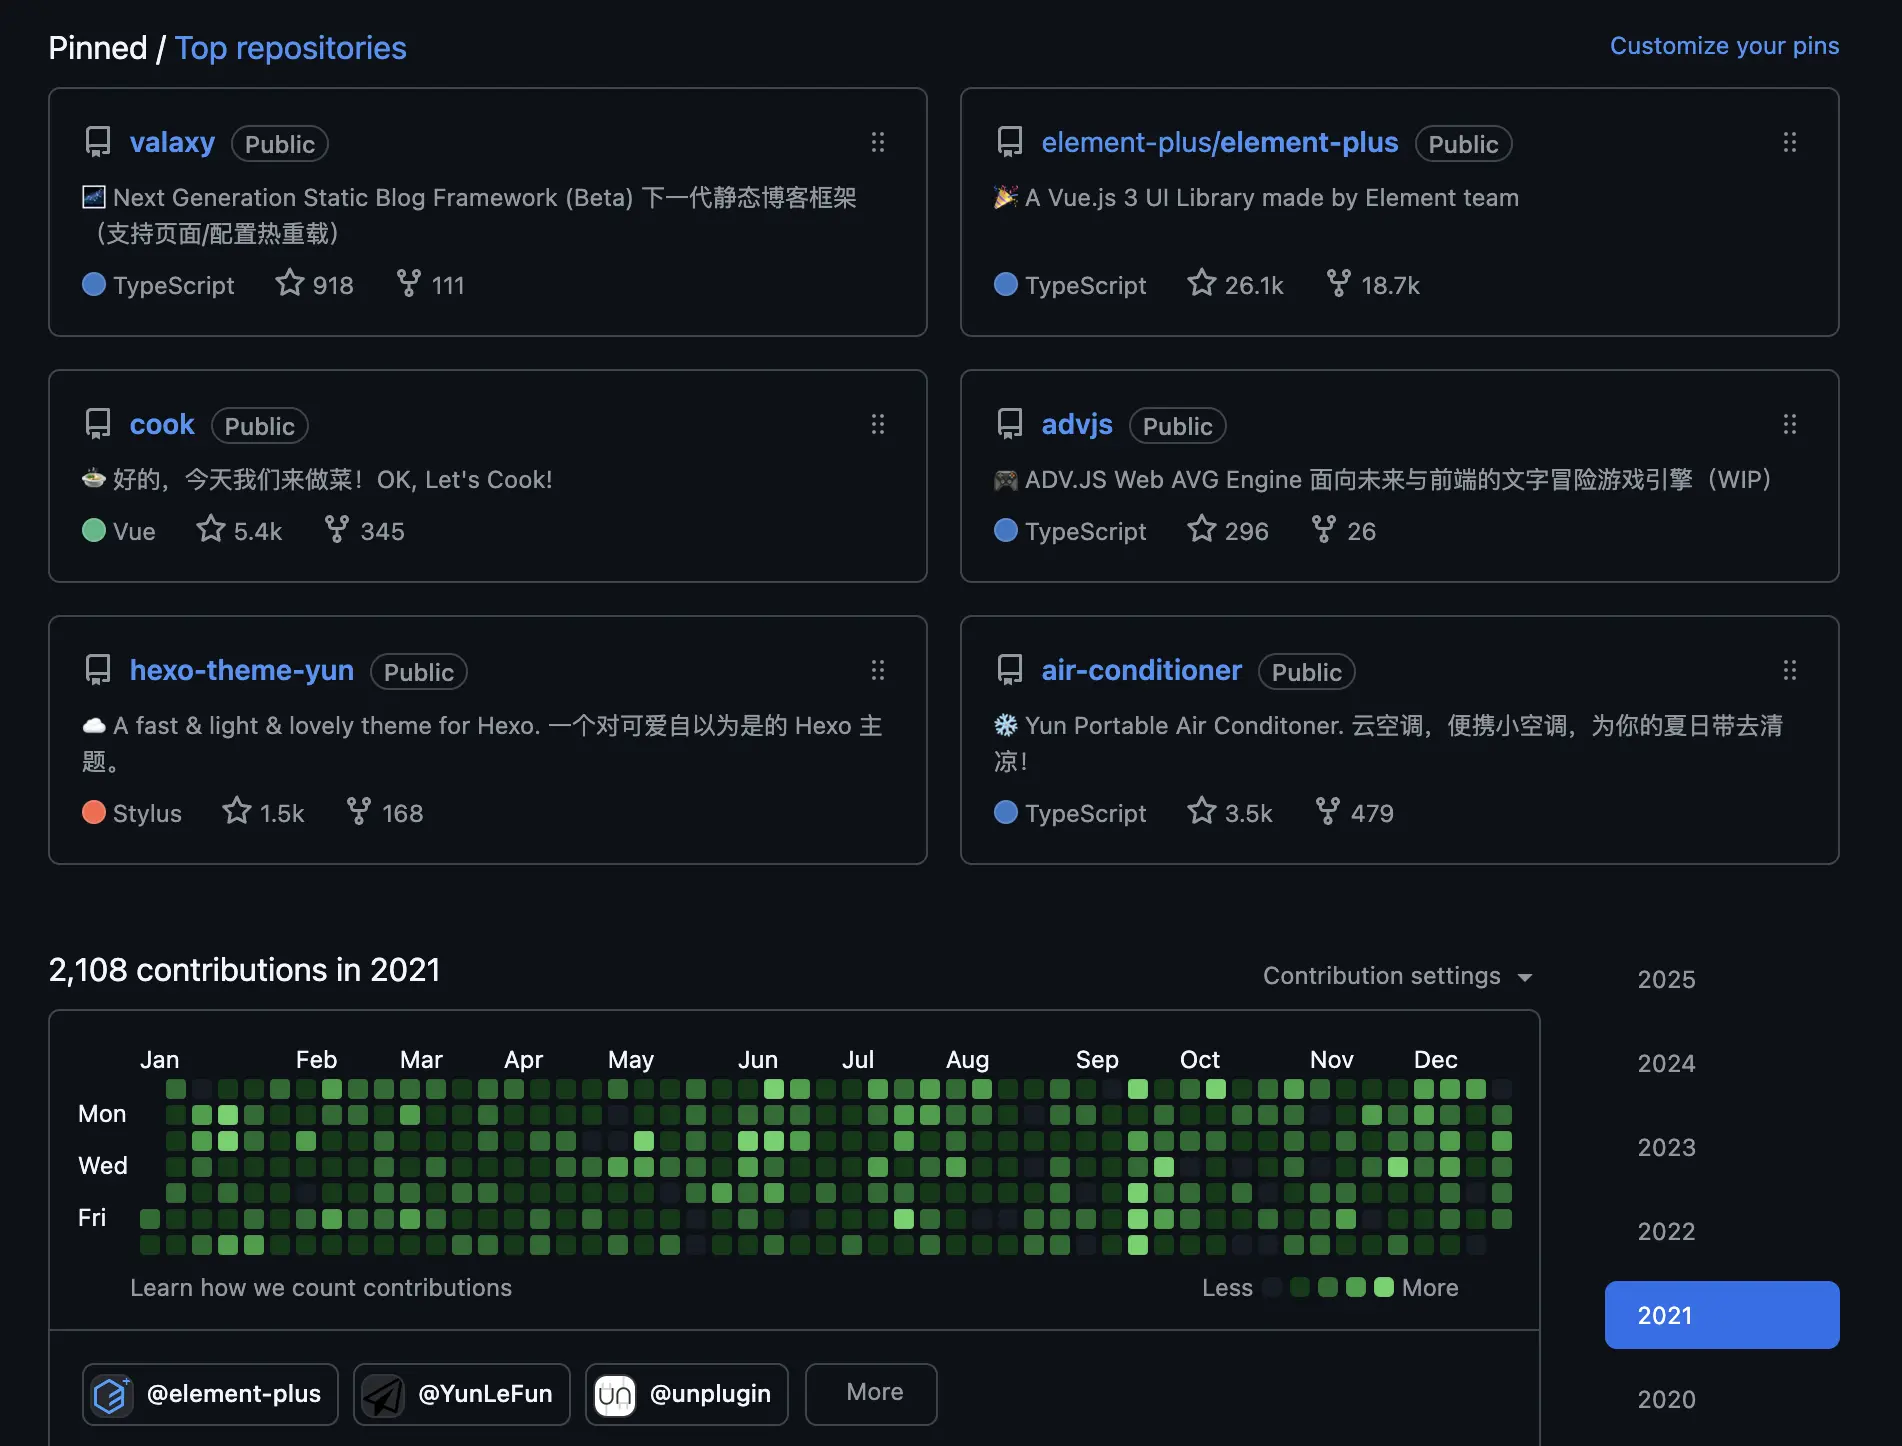 Pinned / Top repositories
Customize your pins
valaxy Public
Next Generation Static Blog Framework (Beta) 下一代静态博客框架
（支持页面/配置热重载）
TypeScript 918 111
element-plus/element-plus Public
🎉 A Vue.js 3 UI Library made by Element team
TypeScript 26.1k 18.7k
cook Public
🍲 好的，今天我们来做菜！OK, Let's Cook!
Vue 5.4k 345
advjs Public
🎮 ADV.JS Web AVG Engine 面向未来与前端的文字冒险游戏引擎（WIP）
TypeScript 296 26
hexo-theme-yun Public
☁️ A fast & light & lovely theme for Hexo. 一个对可爱自以为是的 Hexo 主
题。
Stylus 1.5k 168
air-conditioner Public
❄️ Yun Portable Air Conditoner. 云空调，便携小空调，为你的夏日带去清
凉！
TypeScript 3.5k 479
2,108 contributions in 2021
Contribution settings
Jan Feb Mar Apr May Jun Jul Aug Sep Oct Nov Dec
Mon
Wed
Fri
Learn how we count contributions
Less More
@element-plus @YunLeFun @unplugin More
2025
2024
2023
2022
2021
2020